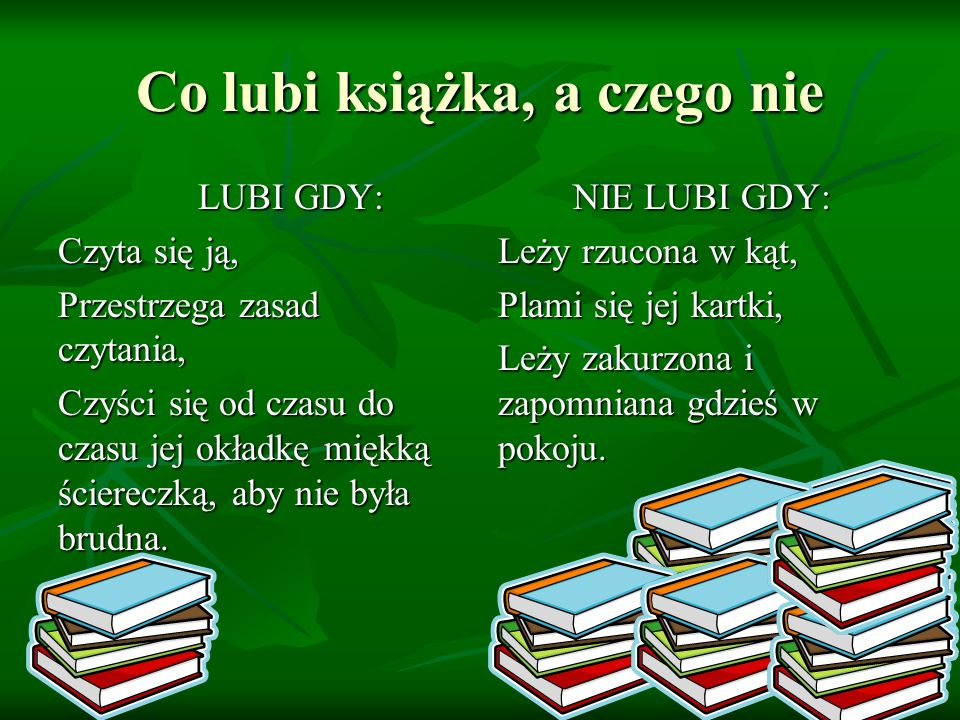 Co lubi książka, a czego nie
LUBI GDY:
Czyta się ją,
Przestrzega zasad
czytania,
Czyści się od czasu do
czasu jej okładkę miękką
ściereczką, aby nie była
brudna.
NIE LUBI GDY:
Leży rzucona w kąt,
Plami się jej kartki,
Leży zakurzona i
zapomniana gdzieś w
pokoju.